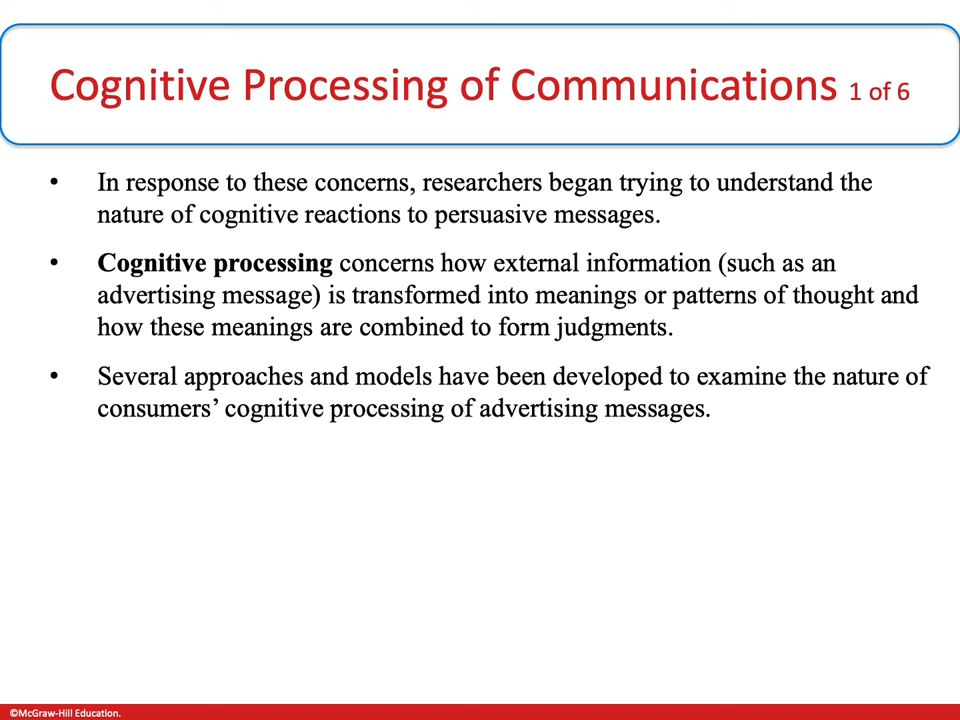 Cognitive Processing of Communications 1 of 6
• In response to these concerns, researchers began trying to understand the
nature of cognitive reactions to persuasive messages.
• Cognitive processing concerns how external information (such as an
advertising message) is transformed into meanings or patterns of thought and
how these meanings are combined to form judgments.
• Several approaches and models have been developed to examine the nature of
consumers’ cognitive processing of advertising messages.
©McGraw-Hill Education.